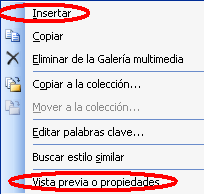 Insertar
Copiar
Eliminar de la Galería multimedia
Copiar a la colección...
Mover a la colección...
Editar palabras clave...
Buscar estilo similar
Vista previa o propiedades